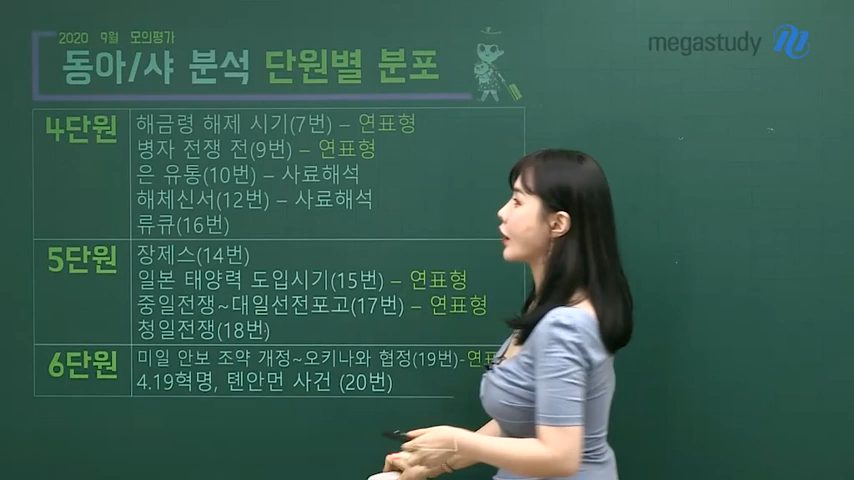 2020 9월 모의평가
동아/샤 분석 단원별 분포
megastudy
4단원
해금령 해제 시기(7번) – 연표형
병자 전쟁 전(9번) – 연표형
은 유통(10번) – 사료해석
해체신서(12번) – 사료해석
류큐(16번)
5단원
장제스(14번)
일본 태양력 도입시기(15번) – 연표형
중일전쟁~대일선전포고(17번) – 연표형
청일전쟁(18번)
6단원
미일 안보 조약 개정~오키나와 협정(19번)-연표
4.19혁명, 톈안먼 사건 (20번)